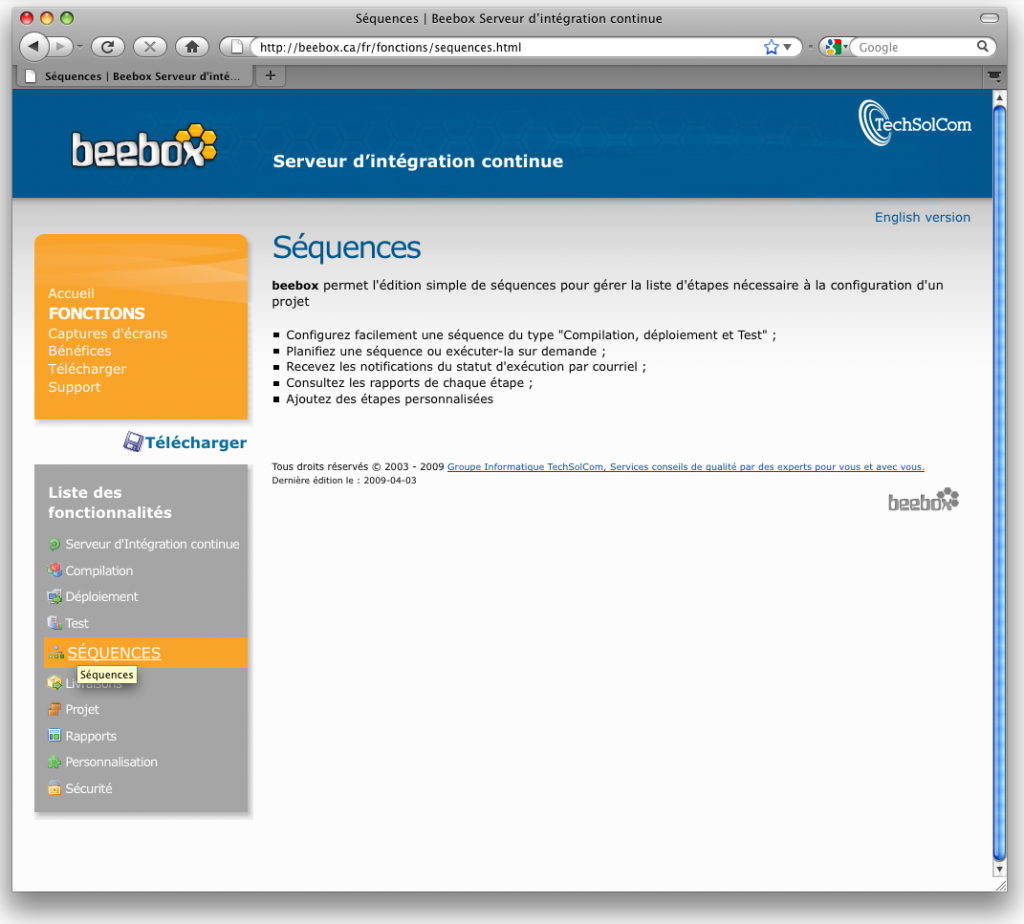 Séquences | Beebox Serveur d'intégration continue
http://beebox.ca/fr/fonctions/sequences.html
Google
Séquences | Beebox Serveur d'inté...
beebox
Serveur d'intégration continue
TechSolCom
English version
Accueil
FONCTIONS
Captures d'écrans
Bénéfices
Télécharger
Support
Télécharger
Liste des
fonctionnalités
Serveur d'Intégration continue
Compilation
Déploiement
Test
SÉQUENCES
Séquences
Livraisons
Projet
Rapports
Personnalisation
Sécurité
Séquences
beebox permet l'édition simple de séquences pour gérer la liste d'étapes nécessaire à la configuration d'un
projet
Configurez facilement une séquence du type "Compilation, déploiement et Test" ;
Planifiez une séquence ou exécuter-la sur demande ;
Recevez les notifications du statut d'exécution par courriel ;
Consultez les rapports de chaque étape ;
Ajoutez des étapes personnalisées
Tous droits réservés © 2003 - 2009 Groupe Informatique TechSolCom, Services conseils de qualité par des experts pour vous et avec vous.
Dernière édition le : 2009-04-03
beebox